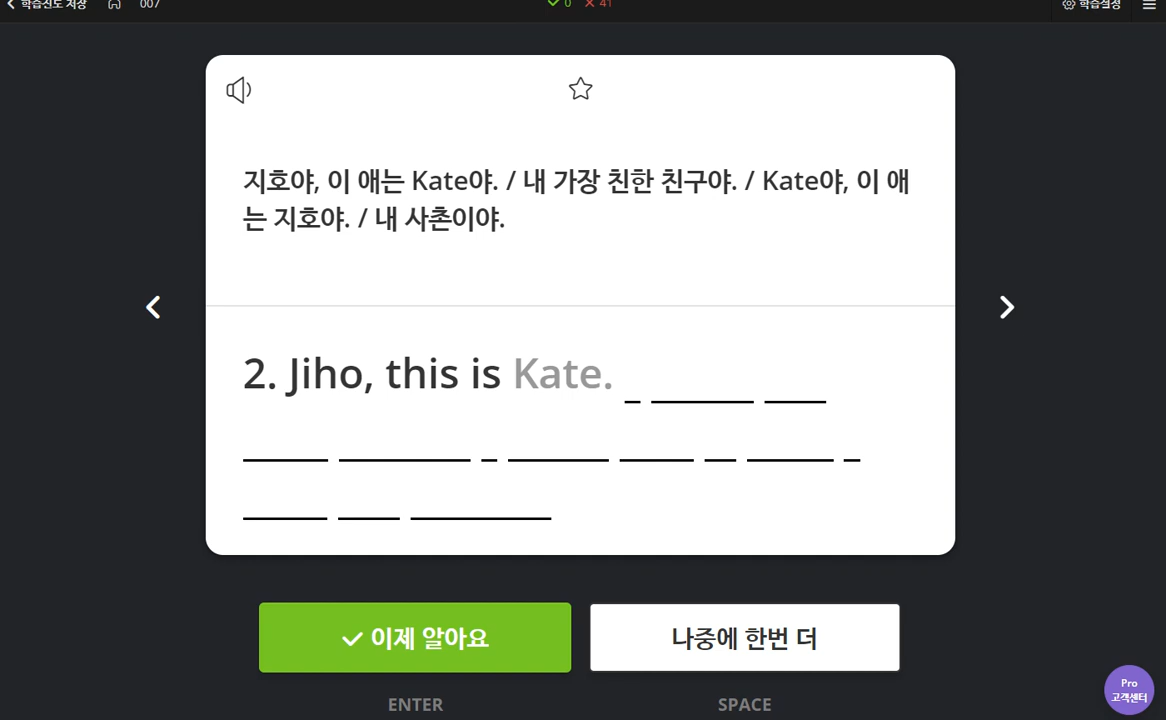 학습진도 저장 007 0 41 학습설정
지호야, 이 애는 Kate야. / 내 가장 친한 친구야. / Kate야, 이 애
는 지호야. / 내 사촌이야.
2. Jiho, this is Kate.
이제 알아요 나중에 한번 더
ENTER SPACE
Pro
고객센터